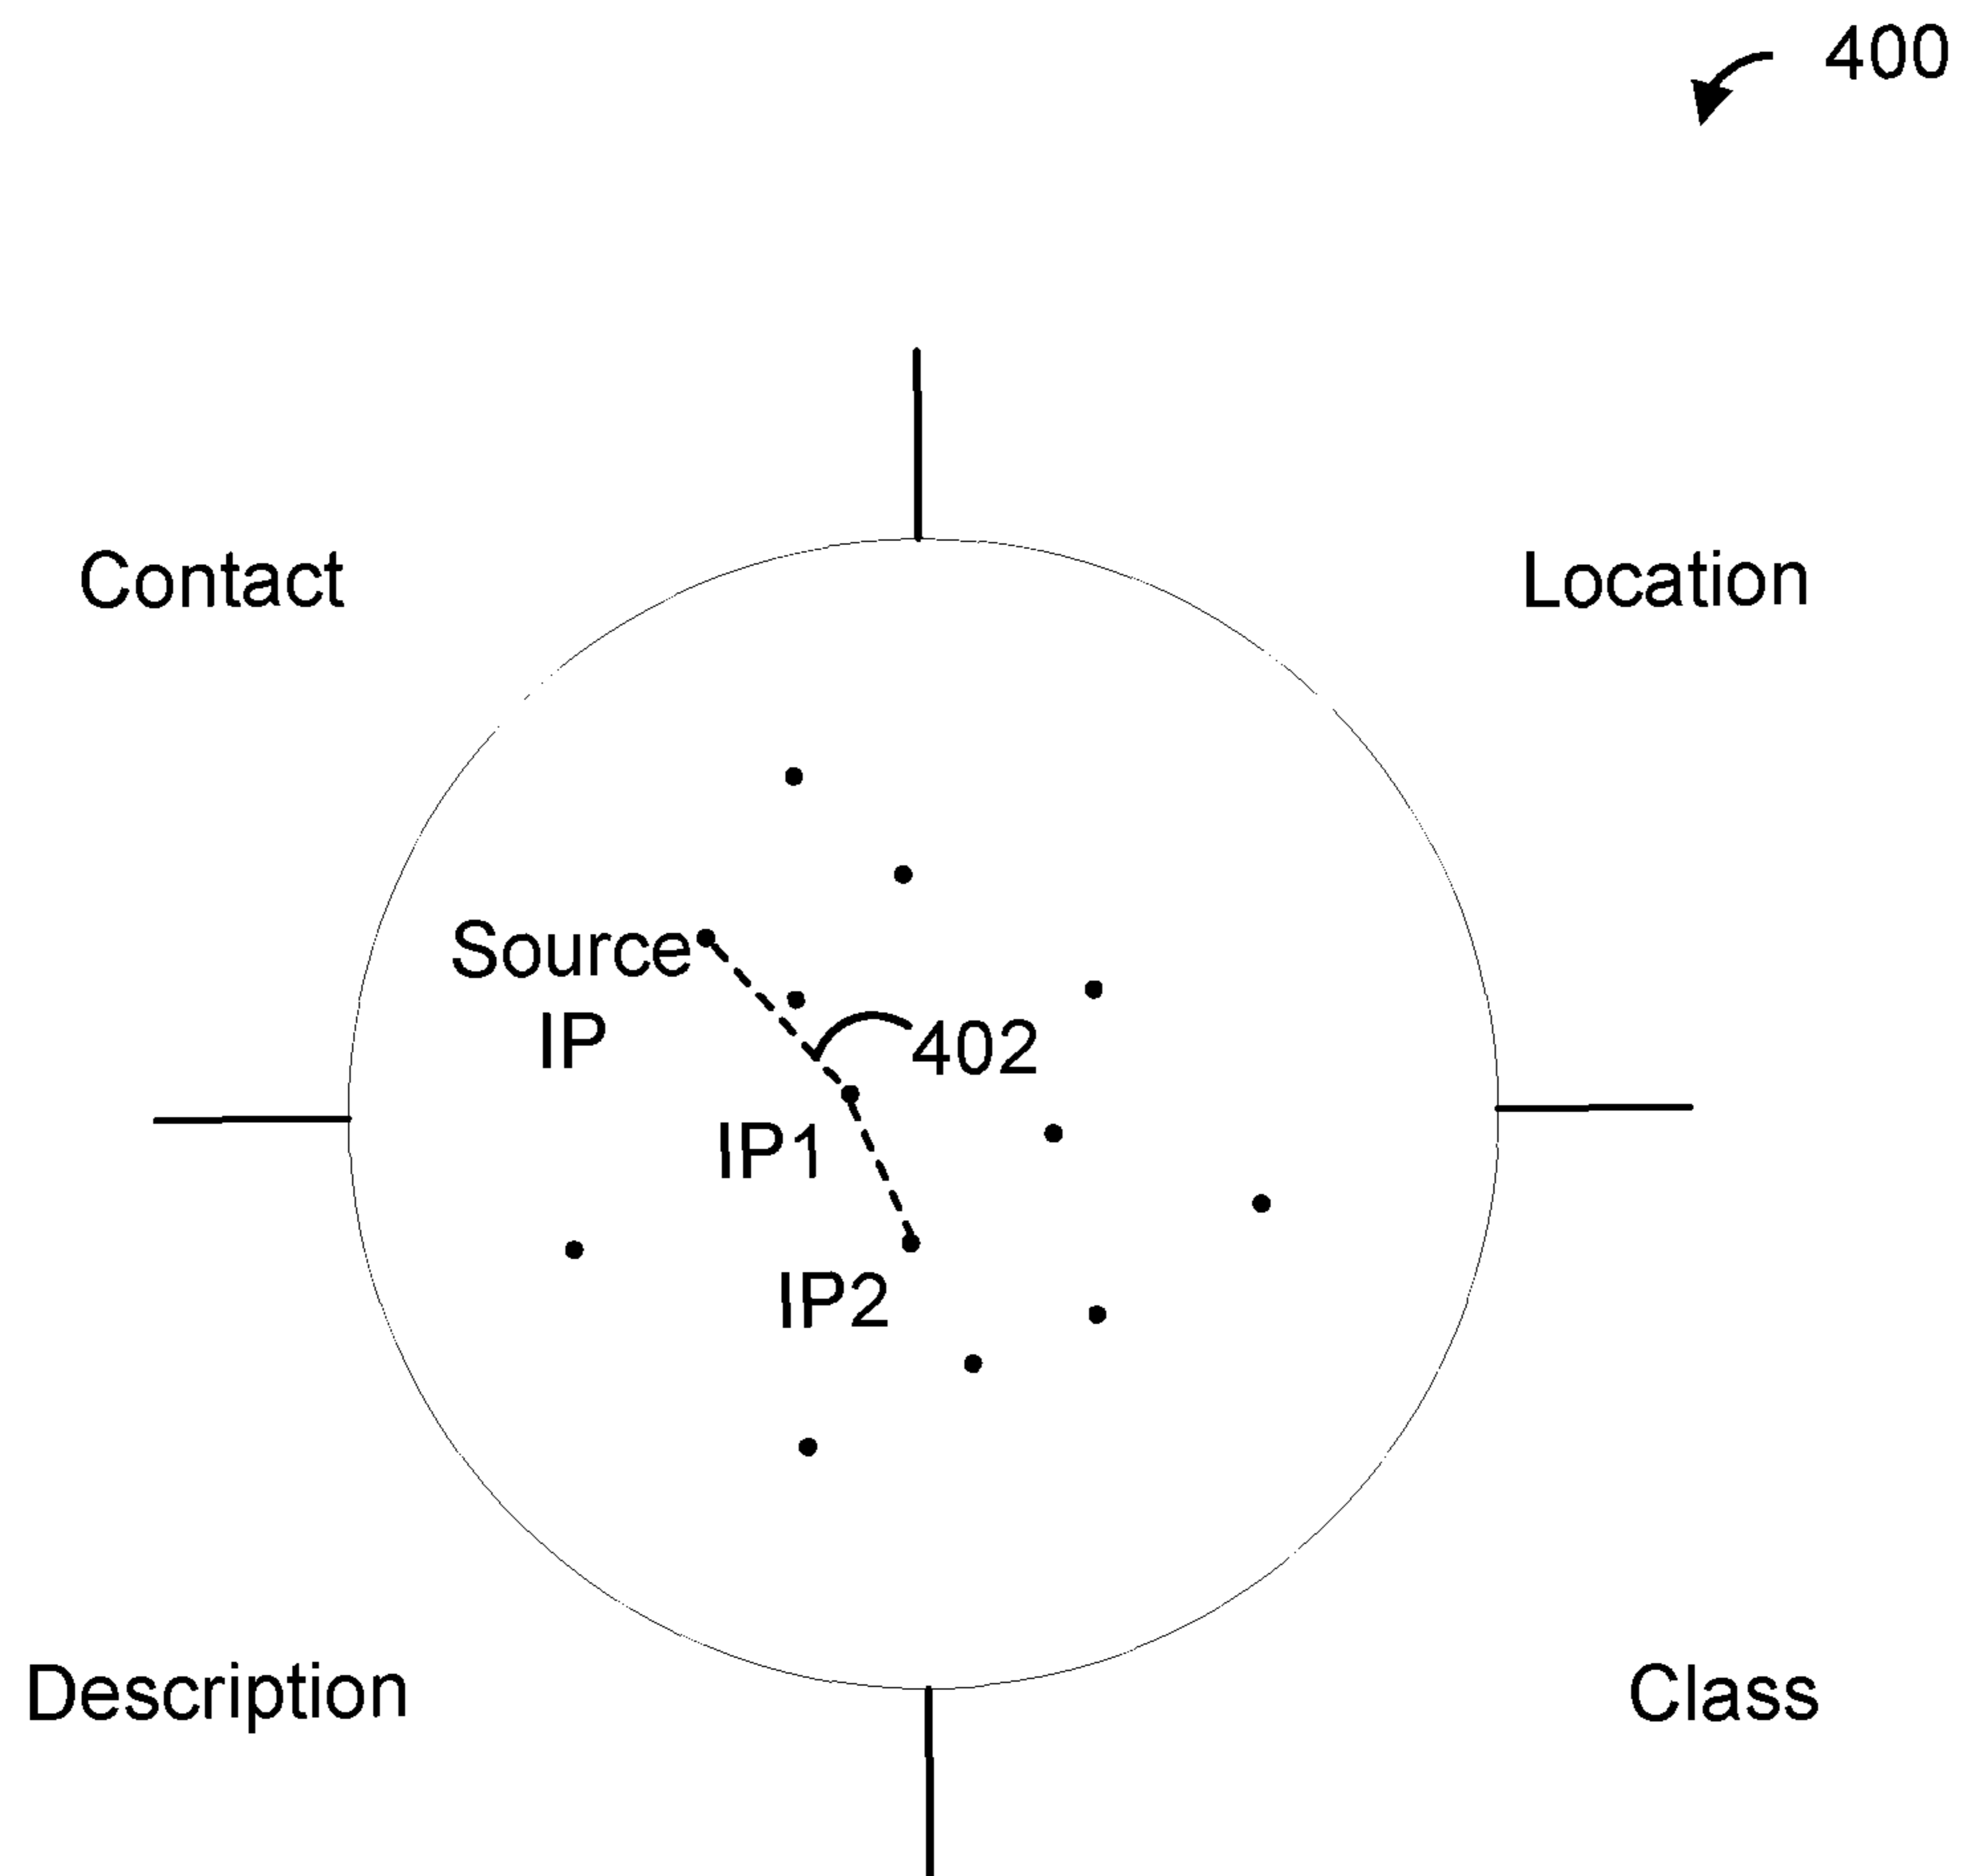 400
Contact
Location
Source
IP
402
IP1
IP2
Description
Class